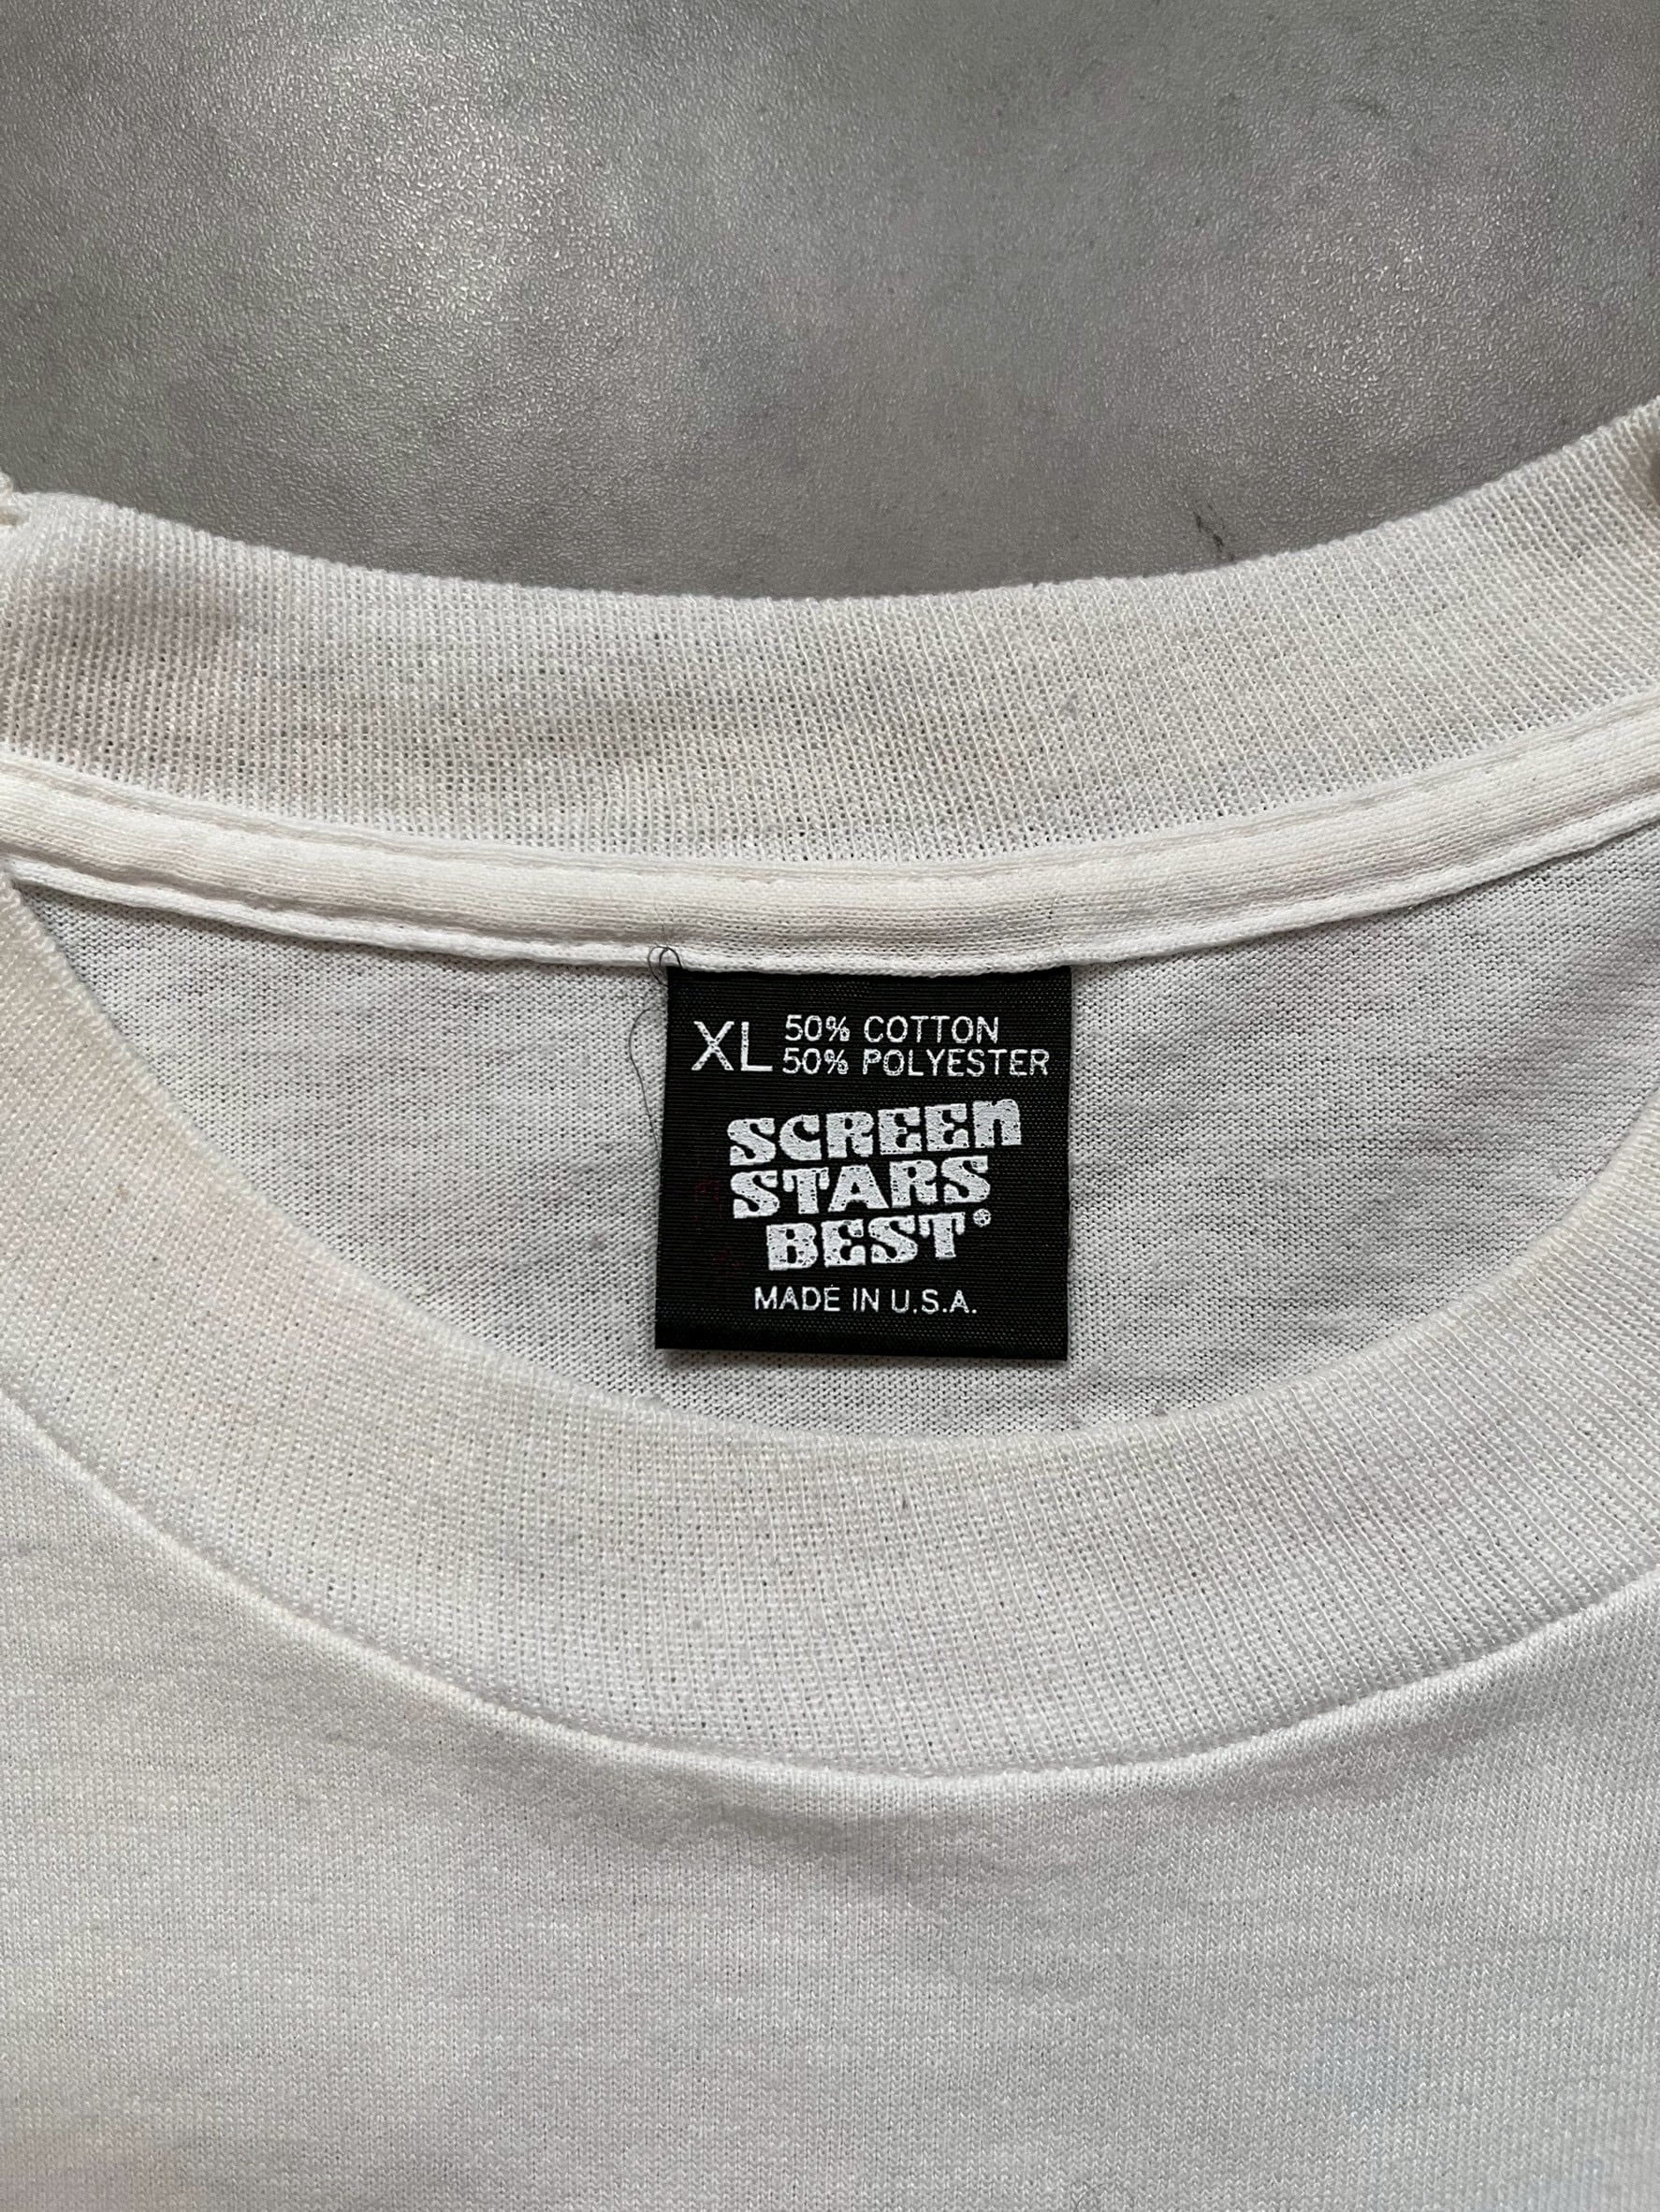 XL 50% COTTON
50% POLYESTER
SCREEN
STARS
BEST®
MADE IN U.S.A.